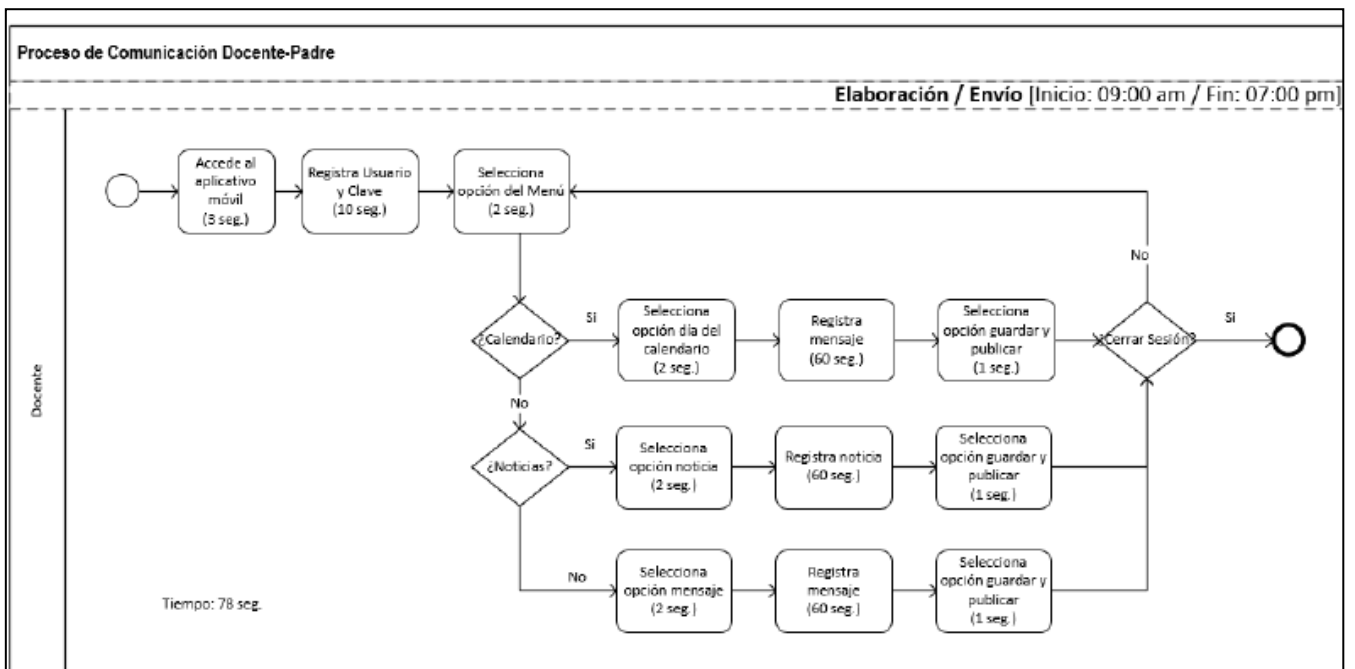 Proceso de Comunicación Docente-Padre
Elaboración / Envío [Inicio: 09:00 am / Fin: 07:00 pm]
Docente
Accede al
aplicativo
móvil
(3 seg.)
Registra Usuario
y Clave
(10 seg.)
Selecciona
opción del Menú
(2 seg.)
No
¿Calendario?
Si
Selecciona
opción día del
calendario
(2 seg.)
Registra
mensaje
(60 seg.)
Selecciona
opción guardar y
publicar
(1 seg.)
¿Cerrar Sesión?
Si
No
¿Noticias?
Si
Selecciona
opción noticia
(2 seg.)
Registra noticia
(60 seg.)
Selecciona
opción guardar y
publicar
(1 seg.)
No
Selecciona
opción mensaje
(2 seg.)
Registra
mensaje
(60 seg.)
Selecciona
opción guardar y
publicar
(1 seg.)
Tiempo: 78 seg.